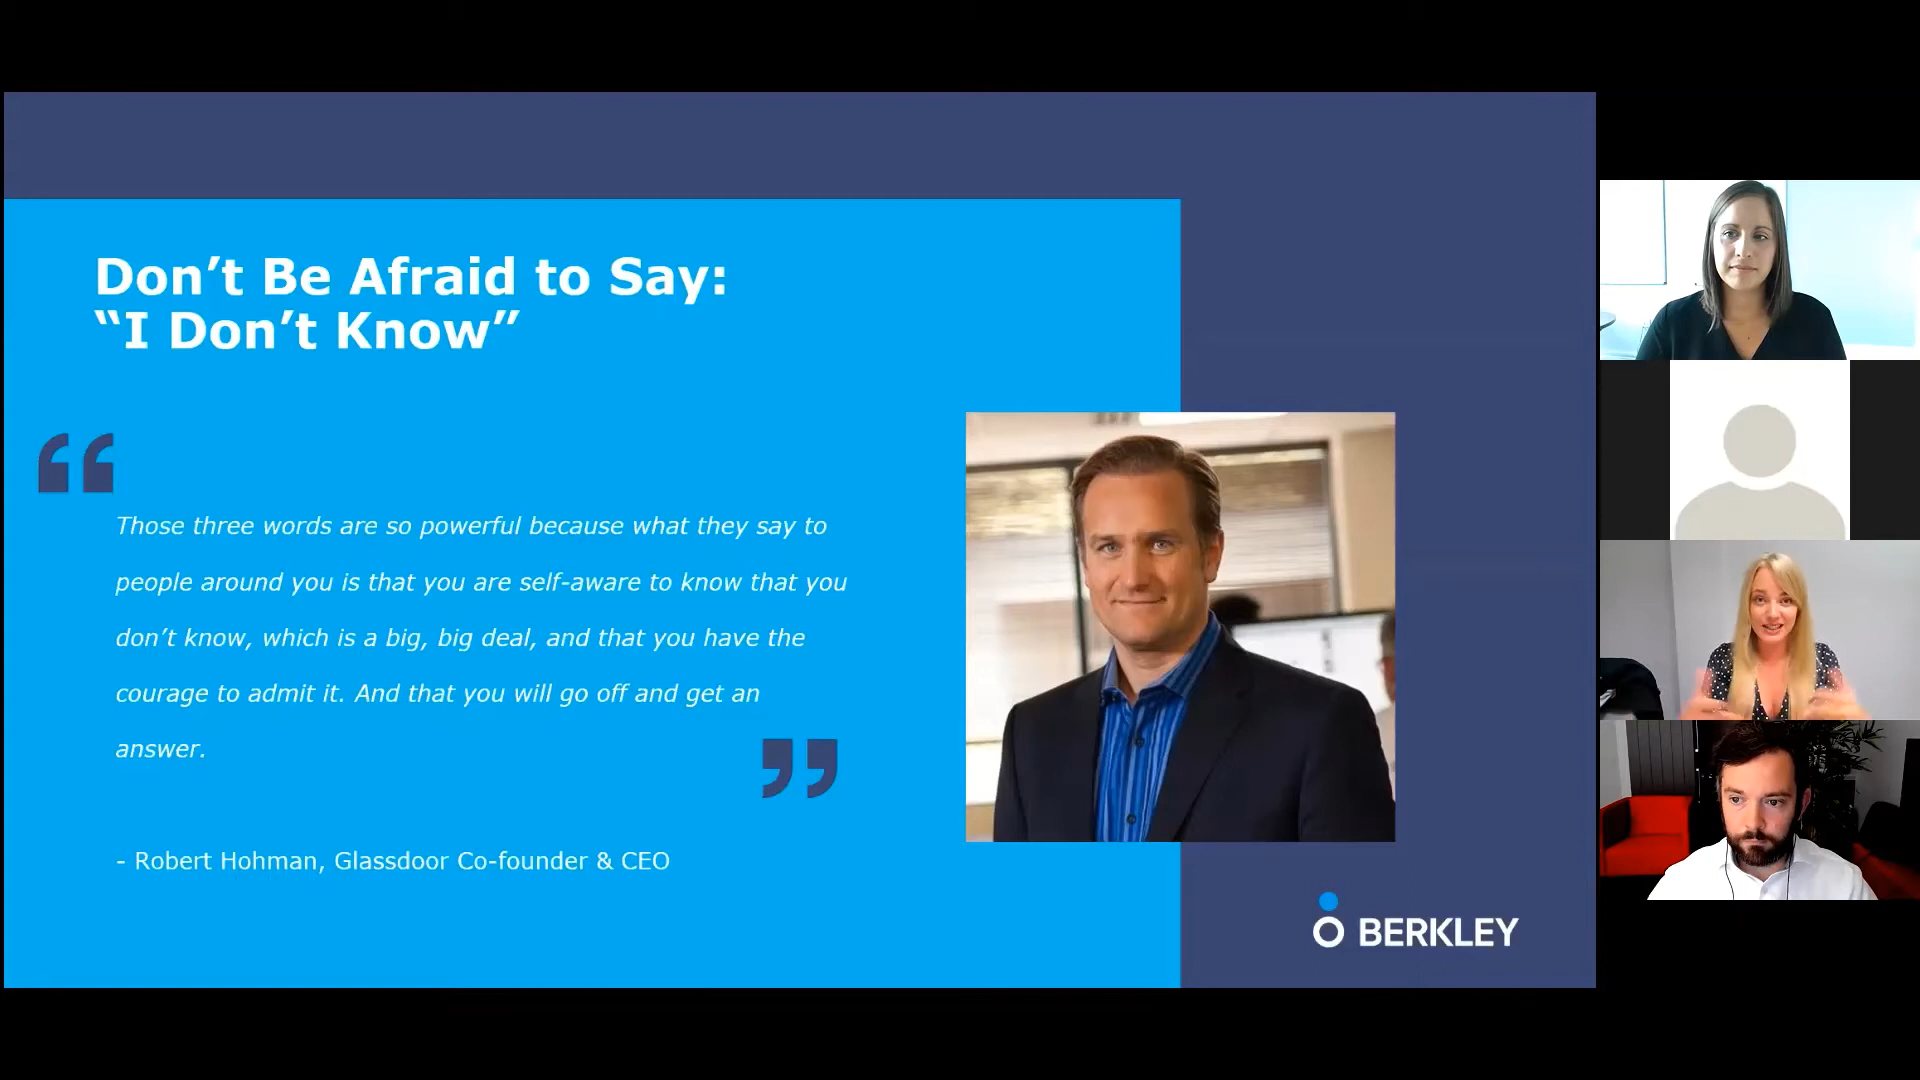 Don’t Be Afraid to Say:
“I Don’t Know”
“
Those three words are so powerful because what they say to
people around you is that you are self-aware to know that you
don’t know, which is a big, big deal, and that you have the
courage to admit it. And that you will go off and get an
answer.
”
- Robert Hohman, Glassdoor Co-founder & CEO
BERKLEY